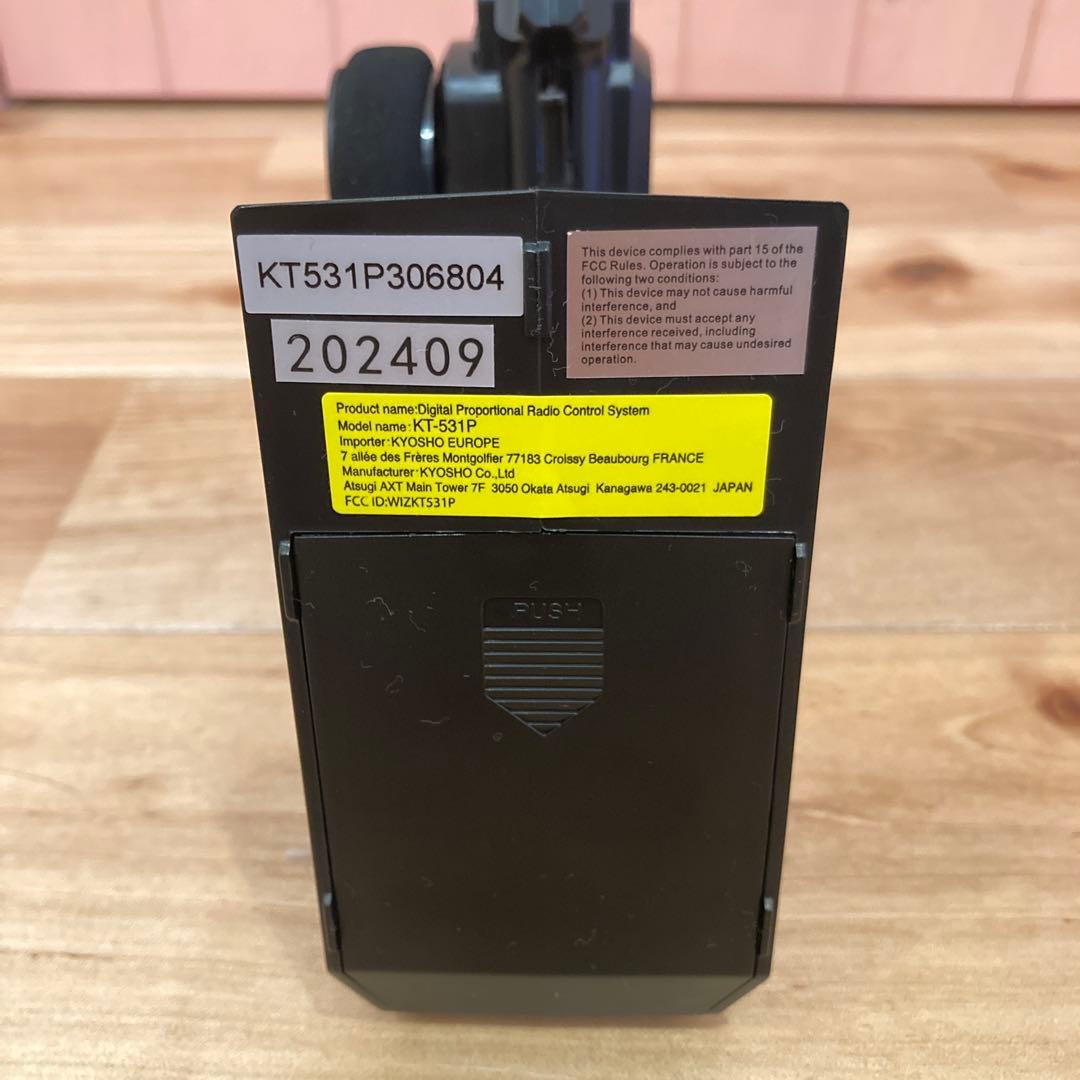 KT531P306804
202409
This device complies with part 15 of the
FCC Rules. Operation is subject to the
following two conditions:
(1) This device may not cause harmful
interference, and
(2) This device must accept any
interference received, including
interference that may cause undesired
operation.
Product name:Digital Proportional Radio Control System
Model name:KT-531P
Importer:KYOSHO EUROPE
7 allée des Frères Montgolfier 77183 Croissy Beaubourg FRANCE
Manufacturer:KYOSHO Co.,Ltd
Atsugi AXT Main Tower 7F 3050 Okata Atsugi Kanagawa 243-0021 JAPAN
FCC ID:WIZKT531P
PUSH